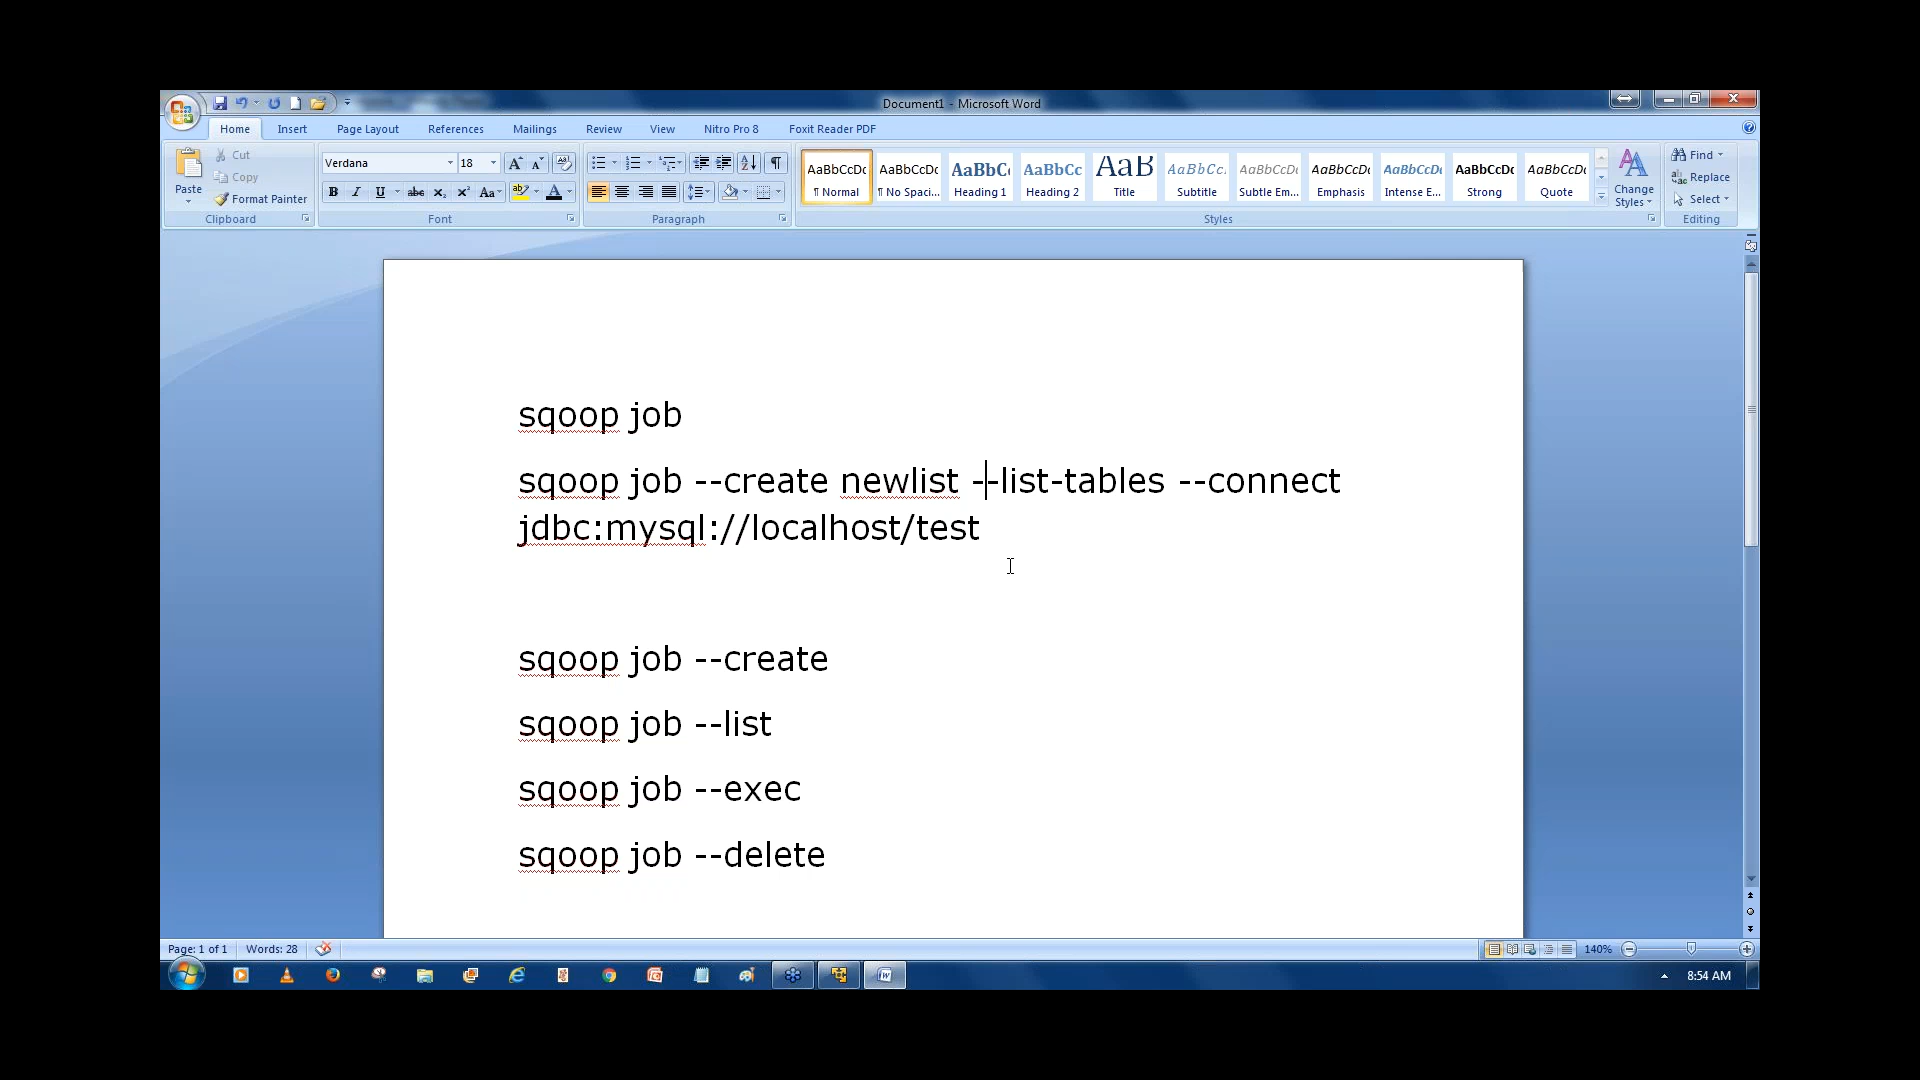 Document1 - Microsoft Word
Home Insert Page Layout References Mailings Review View Nitro Pro 8 Foxit Reader PDF
Paste
Cut
Copy
Format Painter
Clipboard
Verdana 18
Font
Paragraph
AaBbCcDc AaBbCcDc AaBbC AaBbCc AaB AaBbCc. AaBbCcDc AaBbCcDc AaBbCcDc AaBbCcDc AaBbCcDc
¶ Normal ¶ No Spaci... Heading 1 Heading 2 Title Subtitle Subtle Em... Emphasis Intense E... Strong Quote
Styles
Change
Styles
Find
Replace
Select
Editing
sqoop job
sqoop job --create newlist --list-tables --connect
jdbc:mysql://localhost/test
sqoop job --create
sqoop job --list
sqoop job --exec
sqoop job --delete
Page: 1 of 1 Words: 28 140%
8:54 AM